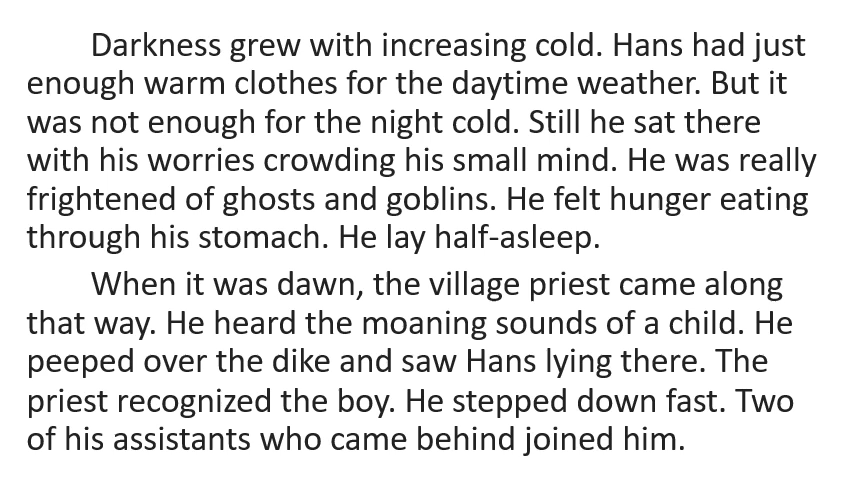 Darkness grew with increasing cold. Hans had just
enough warm clothes for the daytime weather. But it
was not enough for the night cold. Still he sat there
with his worries crowding his small mind. He was really
frightened of ghosts and goblins. He felt hunger eating
through his stomach. He lay half-asleep.
When it was dawn, the village priest came along
that way. He heard the moaning sounds of a child. He
peeped over the dike and saw Hans lying there. The
priest recognized the boy. He stepped down fast. Two
of his assistants who came behind joined him.